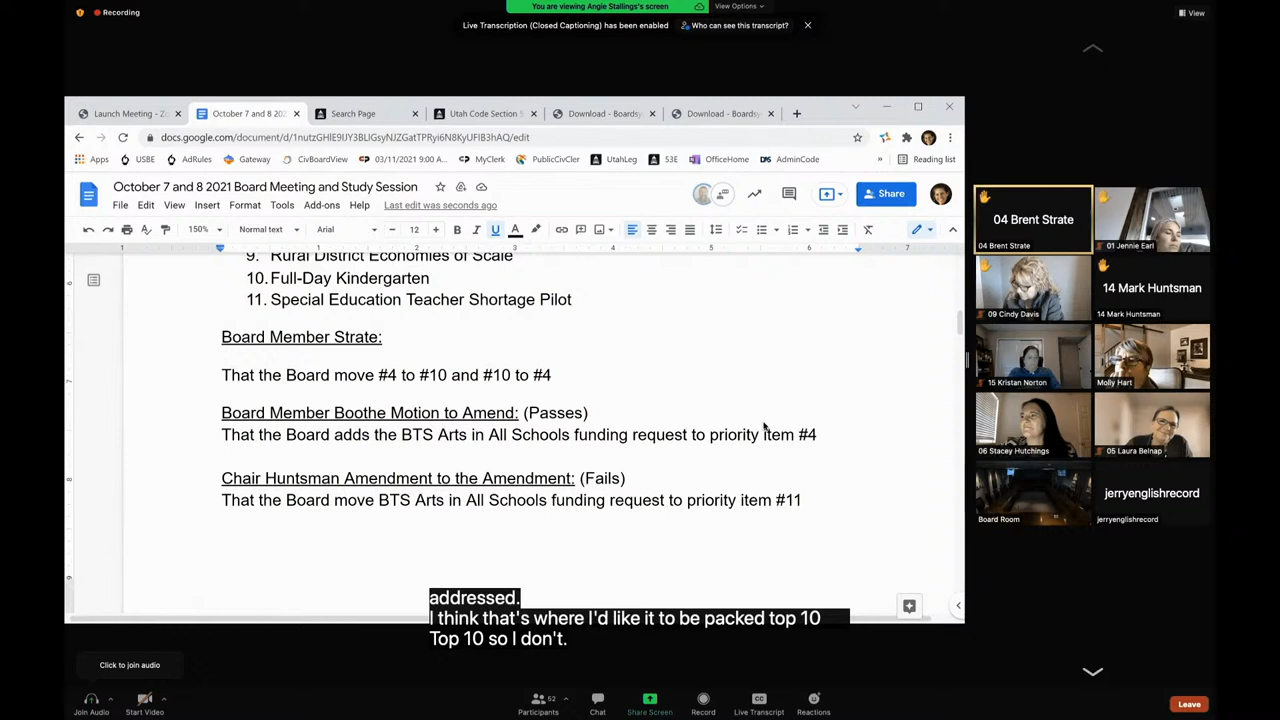 Recording
You are viewing Angie Stallings's screen
View Options
Live Transcription (Closed Captioning) has been enabled
Who can see this transcript?
View
Launch Meeting - Z
October 7 and 8 202
Search Page
Utah Code Section 5
Download - Boardsy
Download - Boardsy
docs.google.com/document/d/1nutzGHlE9IJY3BLIGsyNJZGatTPRyi6N8KyUFIB3hAQ/edit
Apps
USBE
AdRules
Gateway
CivBoardView
03/11/2021 9:00 A...
MyClerk
PublicCivCler
UtahLeg
53E
OfficeHome
AdminCode
Reading list
October 7 and 8 2021 Board Meeting and Study Session
File Edit View Insert Format Tools Add-ons Help
Last edit was seconds ago
Share
150%
Normal text
Arial
12
1 2 3 4 5 6 7
9. Rural District Economies of Scale
10. Full-Day Kindergarten
11. Special Education Teacher Shortage Pilot
Board Member Strate:
That the Board move #4 to #10 and #10 to #4
Board Member Boothe Motion to Amend: (Passes)
That the Board adds the BTS Arts in All Schools funding request to priority item #4
Chair Huntsman Amendment to the Amendment: (Fails)
That the Board move BTS Arts in All Schools funding request to priority item #11
addressed.
I think that's where I'd like it to be packed top 10
Top 10 so I don't.
04 Brent Strate
04 Brent Strate
01 Jennie Earl
09 Cindy Davis
14 Mark Huntsman
14 Mark Huntsman
15 Kristan Norton
Molly Hart
06 Stacey Hutchings
05 Laura Belnap
Board Room
jerryenglishrecord
jerryenglishrecord
Click to join audio
Join Audio
Start Video
52
Participants
Chat
Share Screen
Record
Live Transcript
Reactions
Leave